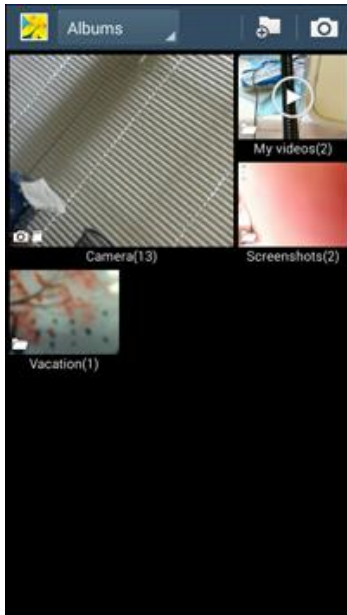 Albums
My videos(2)
Camera(13)
Screenshots(2)
Vacation(1)